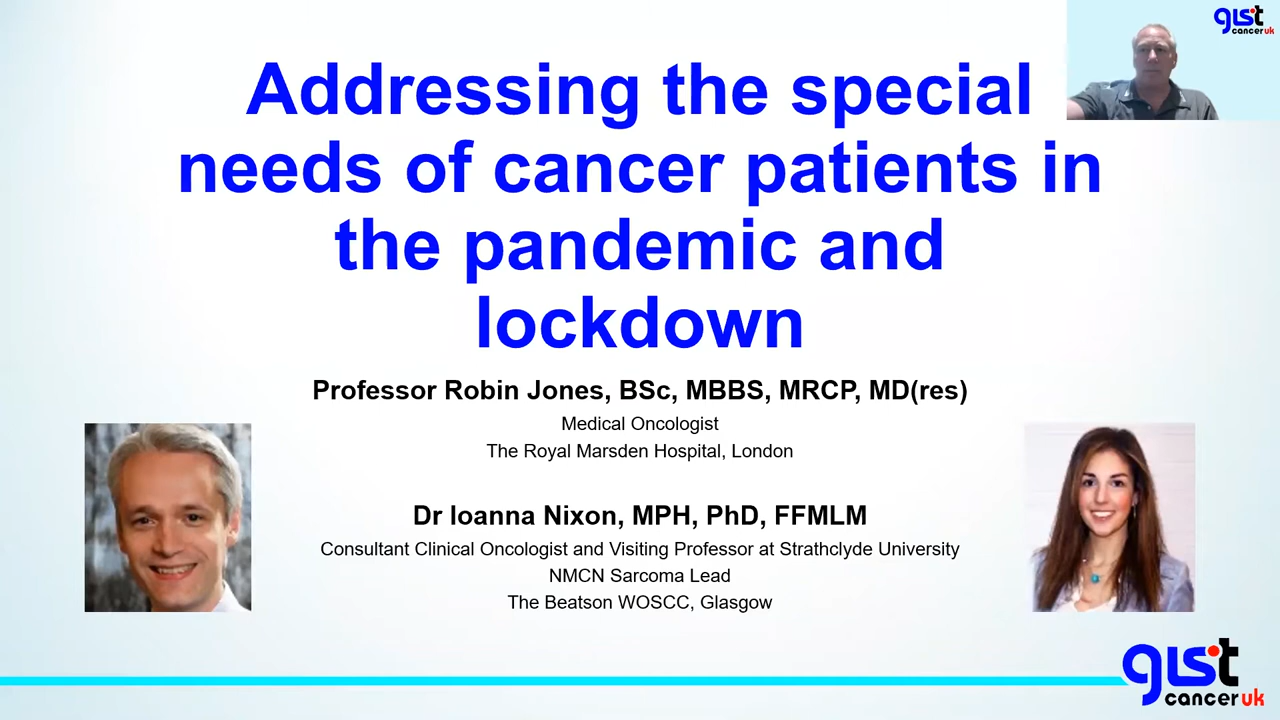 gist
cancer uk
Addressing the special
needs of cancer patients in
the pandemic and
lockdown
Professor Robin Jones, BSc, MBBS, MRCP, MD(res)
Medical Oncologist
The Royal Marsden Hospital, London
Dr Ioanna Nixon, MPH, PhD, FFMLM
Consultant Clinical Oncologist and Visiting Professor at Strathclyde University
NMCN Sarcoma Lead
The Beatson WOSCC, Glasgow
gist
cancer uk